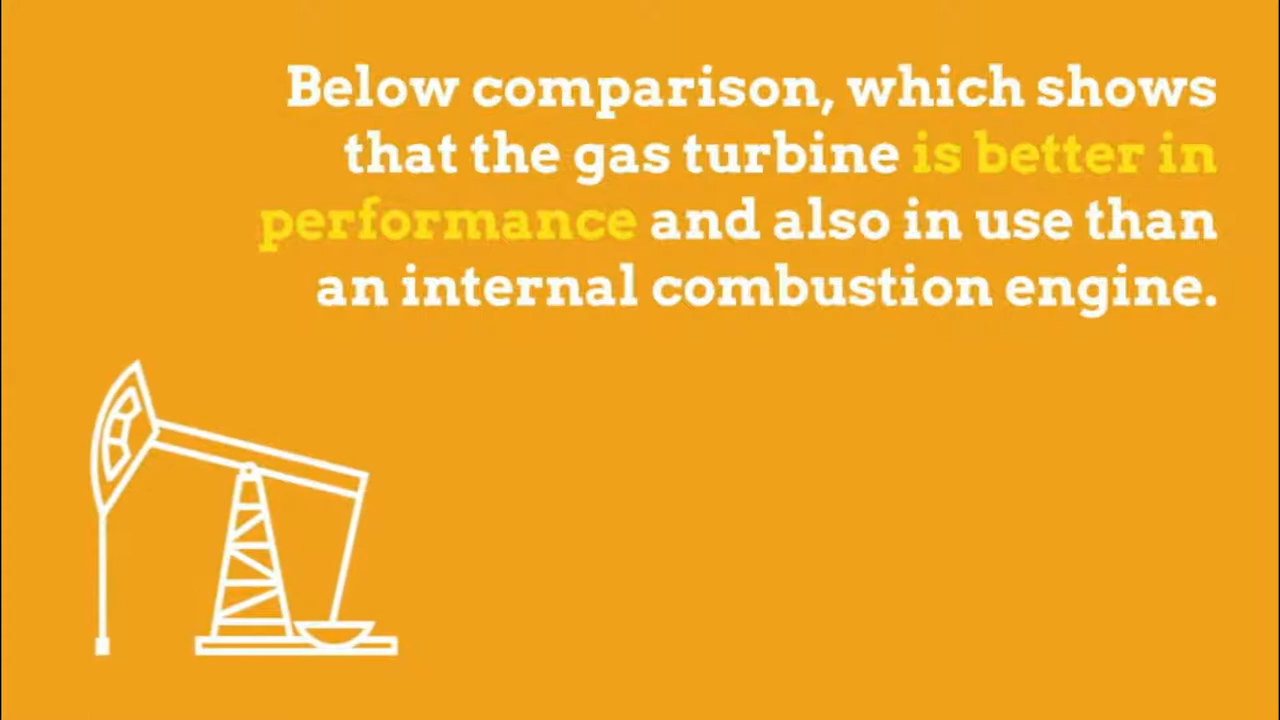 Below comparison, which shows
that the gas turbine is better in
performance and also in use than
an internal combustion engine.